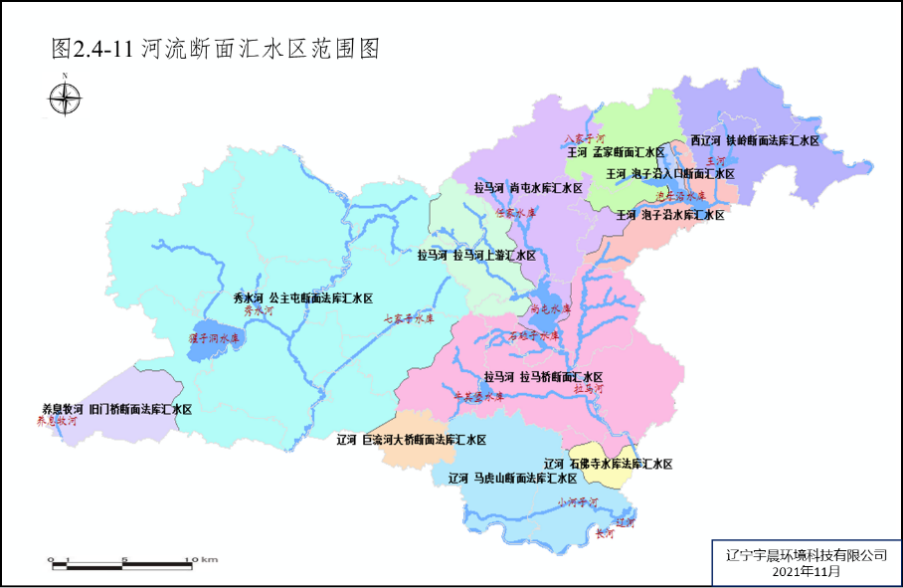 图2.4-11 河流断面汇水区范围图
N
八家子河
西辽河 铁岭断面法库汇水区
王河 孟家断面汇水区
王河
王河 泡子沿入口断面汇水区
拉马河 尚屯水库汇水区
泡子沿水库
任家水库
王河 泡子沿水库汇水区
拉马河 拉马河上游汇水区
秀水河 公主屯断面法库汇水区
秀水河
尚屯水库
七家子水库
石砬子水库
獾子洞水库
拉马河 拉马桥断面汇水区
拉马河
牛其堡水库
养息牧河 旧门桥断面法库汇水区
养息牧河
辽河 巨流河大桥断面法库汇水区
辽河 石佛寺水库法库汇水区
辽河 马虎山断面法库汇水区
小河子河
辽河
长河
0 1 5 10 km
辽宁宇晨环境科技有限公司
2021年11月